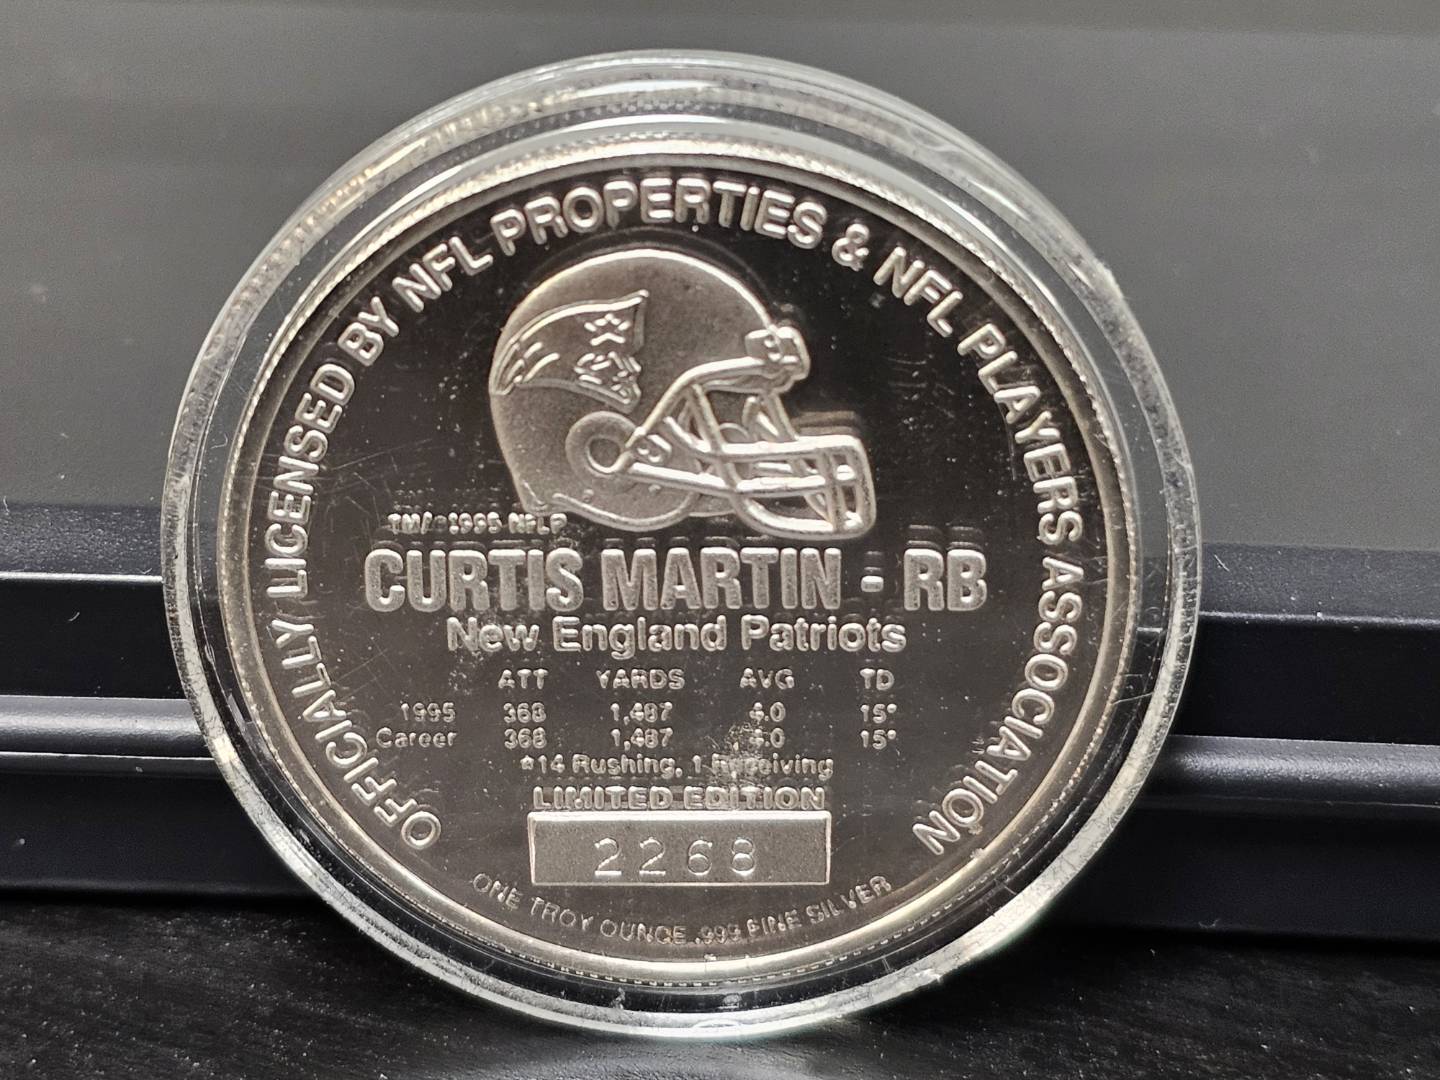 OFFICIALLY LICENSED BY NFL PROPERTIES & NFL PLAYERS ASSOCIATION
TM/© 1995 NFLP
CURTIS MARTIN - RB
New England Patriots
ATT YARDS AVG TD
1995 368 1,487 4.0 15*
Career 368 1,487 4.0 15*
*14 Rushing, 1 Receiving
LIMITED EDITION
2268
ONE TROY OUNCE .999 FINE SILVER